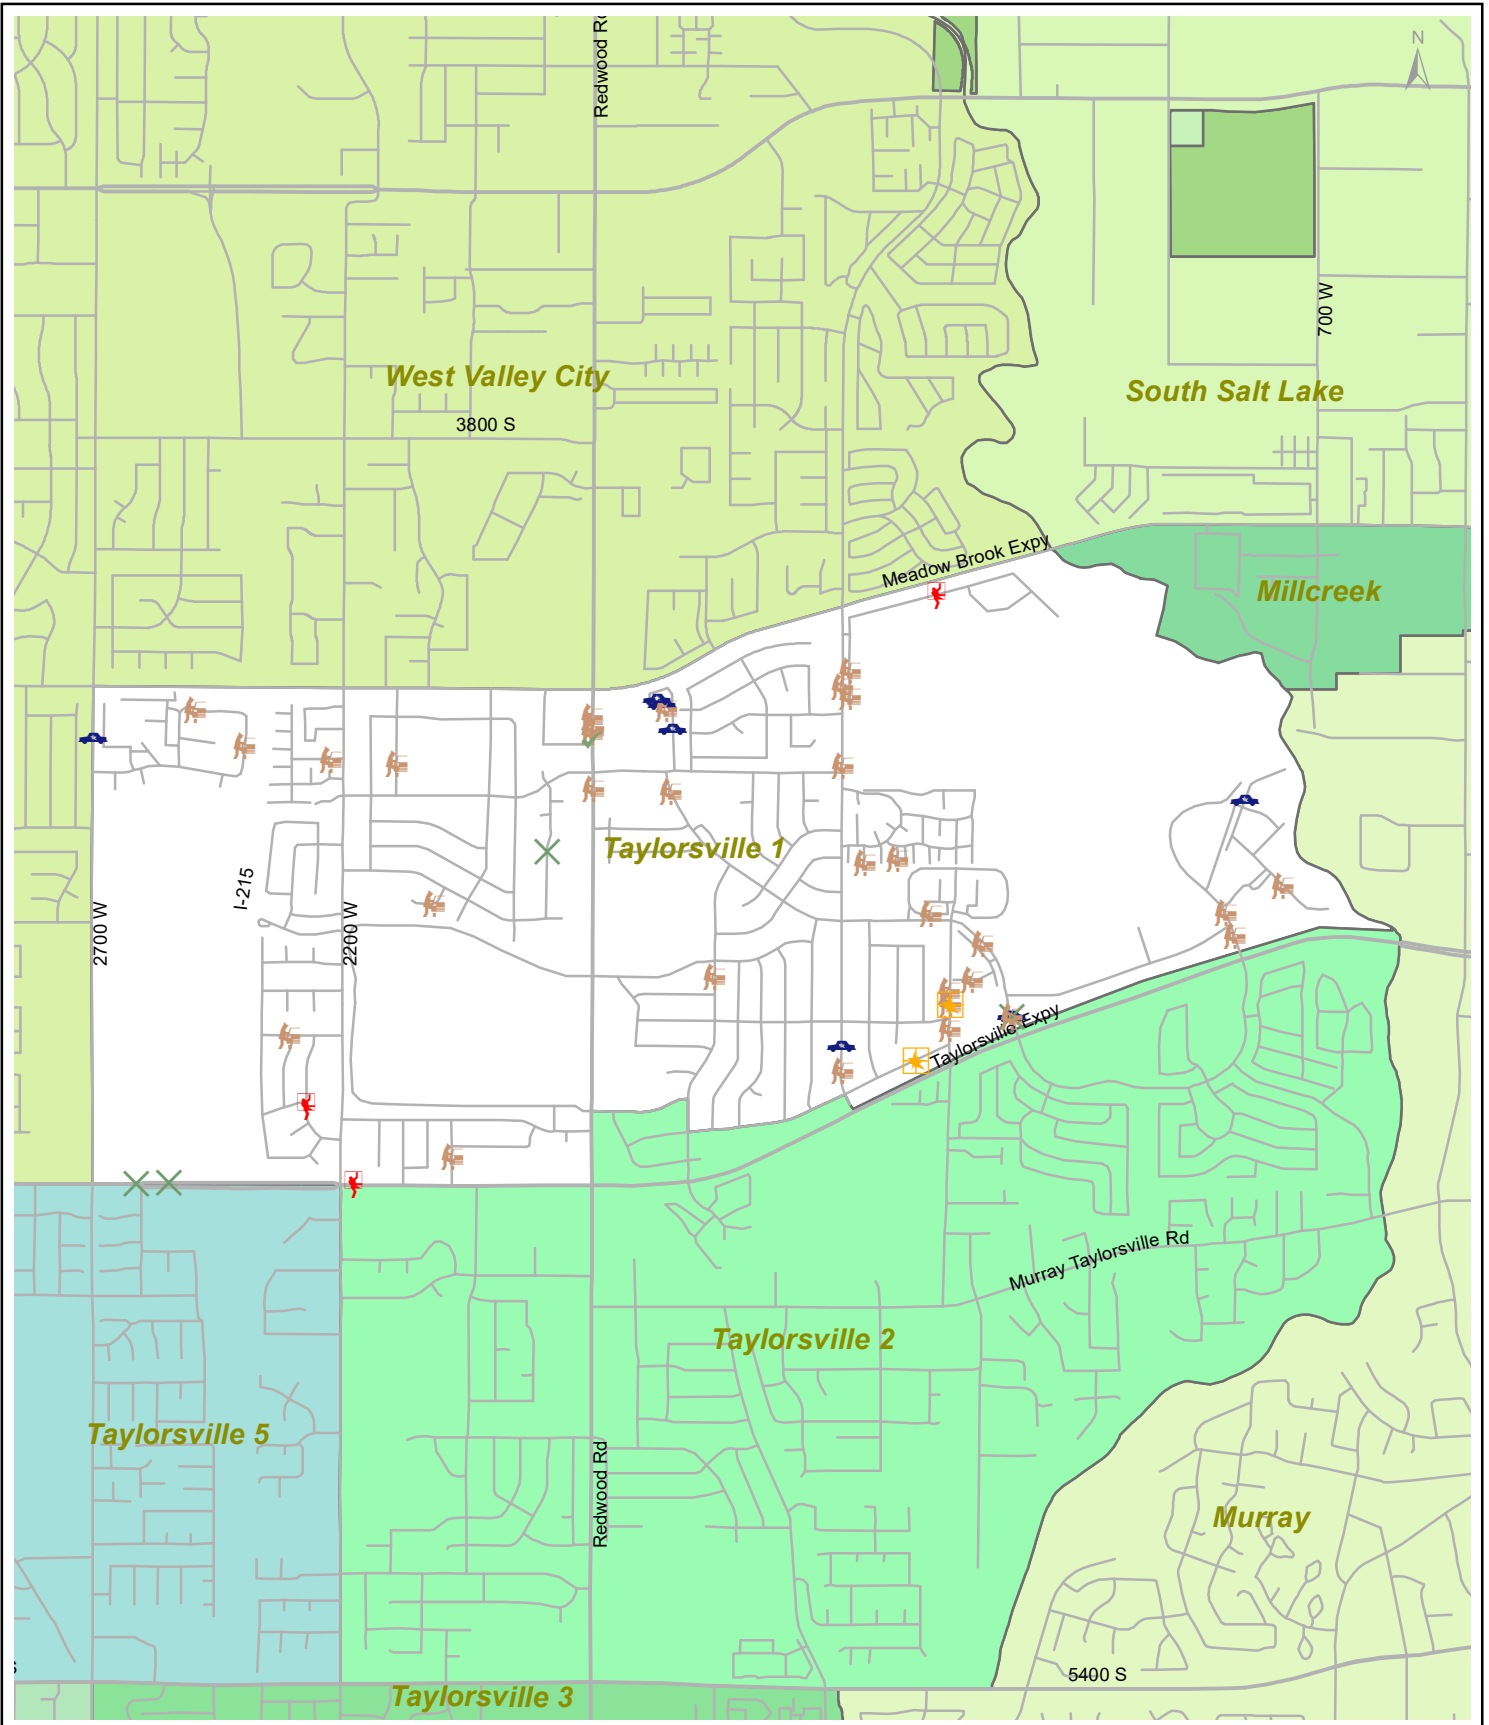 Redwood Rd
N
700 W
West Valley City
South Salt Lake
3800 S
Meadow Brook Expy
Millcreek
Taylorsville 1
I-215
2700 W
2200 W
Taylorsville Expy
Murray Taylorsville Rd
Taylorsville 2
Taylorsville 5
Redwood Rd
Murray
5400 S
Taylorsville 3